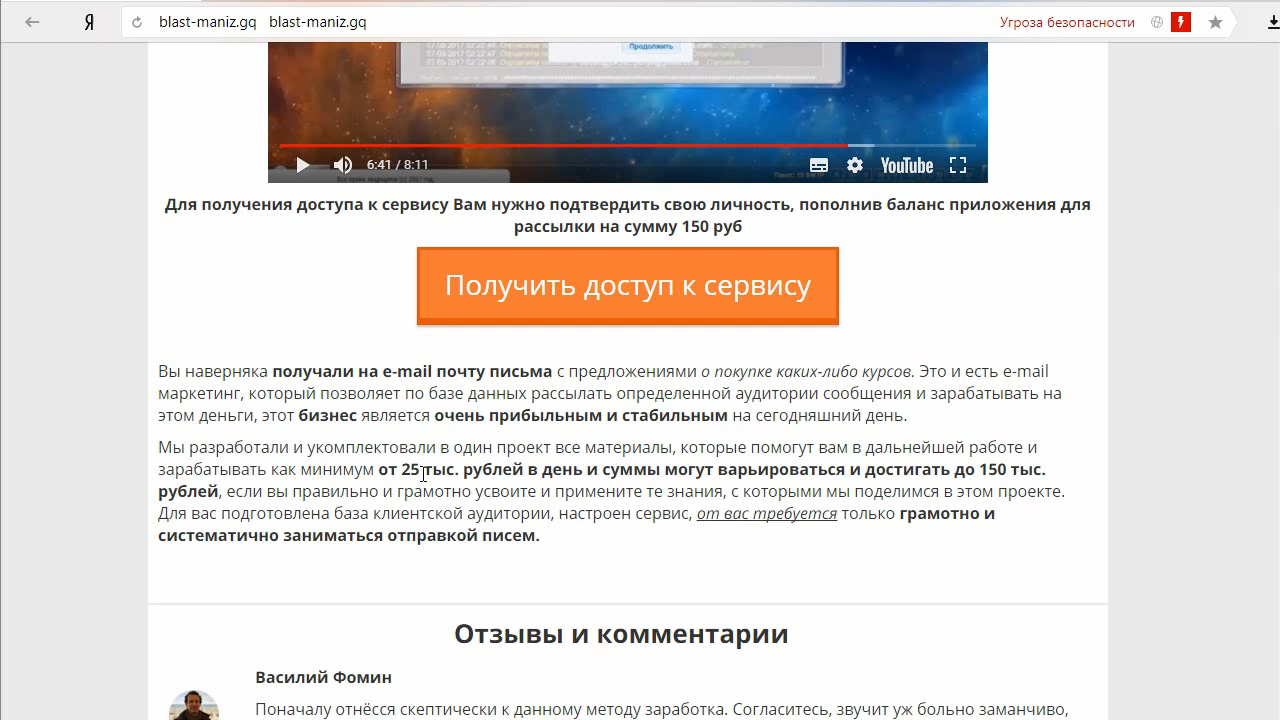 blast-maniz.gq blast-maniz.gq Угроза безопасности
Продолжить
6:41 / 8:11 YouTube
Для получения доступа к сервису Вам нужно подтвердить свою личность, пополнив баланс приложения для
рассылки на сумму 150 руб
Получить доступ к сервису
Вы наверняка получали на e-mail почту письма с предложениями о покупке каких-либо курсов. Это и есть e-mail
маркетинг, который позволяет по базе данных рассылать определенной аудитории сообщения и зарабатывать на
этом деньги, этот бизнес является очень прибыльным и стабильным на сегодняшний день.
Мы разработали и укомплектовали в один проект все материалы, которые помогут вам в дальнейшей работе и
зарабатывать как минимум от 25 тыс. рублей в день и суммы могут варьироваться и достигать до 150 тыс.
рублей, если вы правильно и грамотно усвоите и примените те знания, с которыми мы поделимся в этом проекте.
Для вас подготовлена база клиентской аудитории, настроен сервис, от вас требуется только грамотно и
систематично заниматься отправкой писем.
Отзывы и комментарии
Василий Фомин
Поначалу отнёсся скептически к данному методу заработка. Согласитесь, звучит уж больно заманчиво,